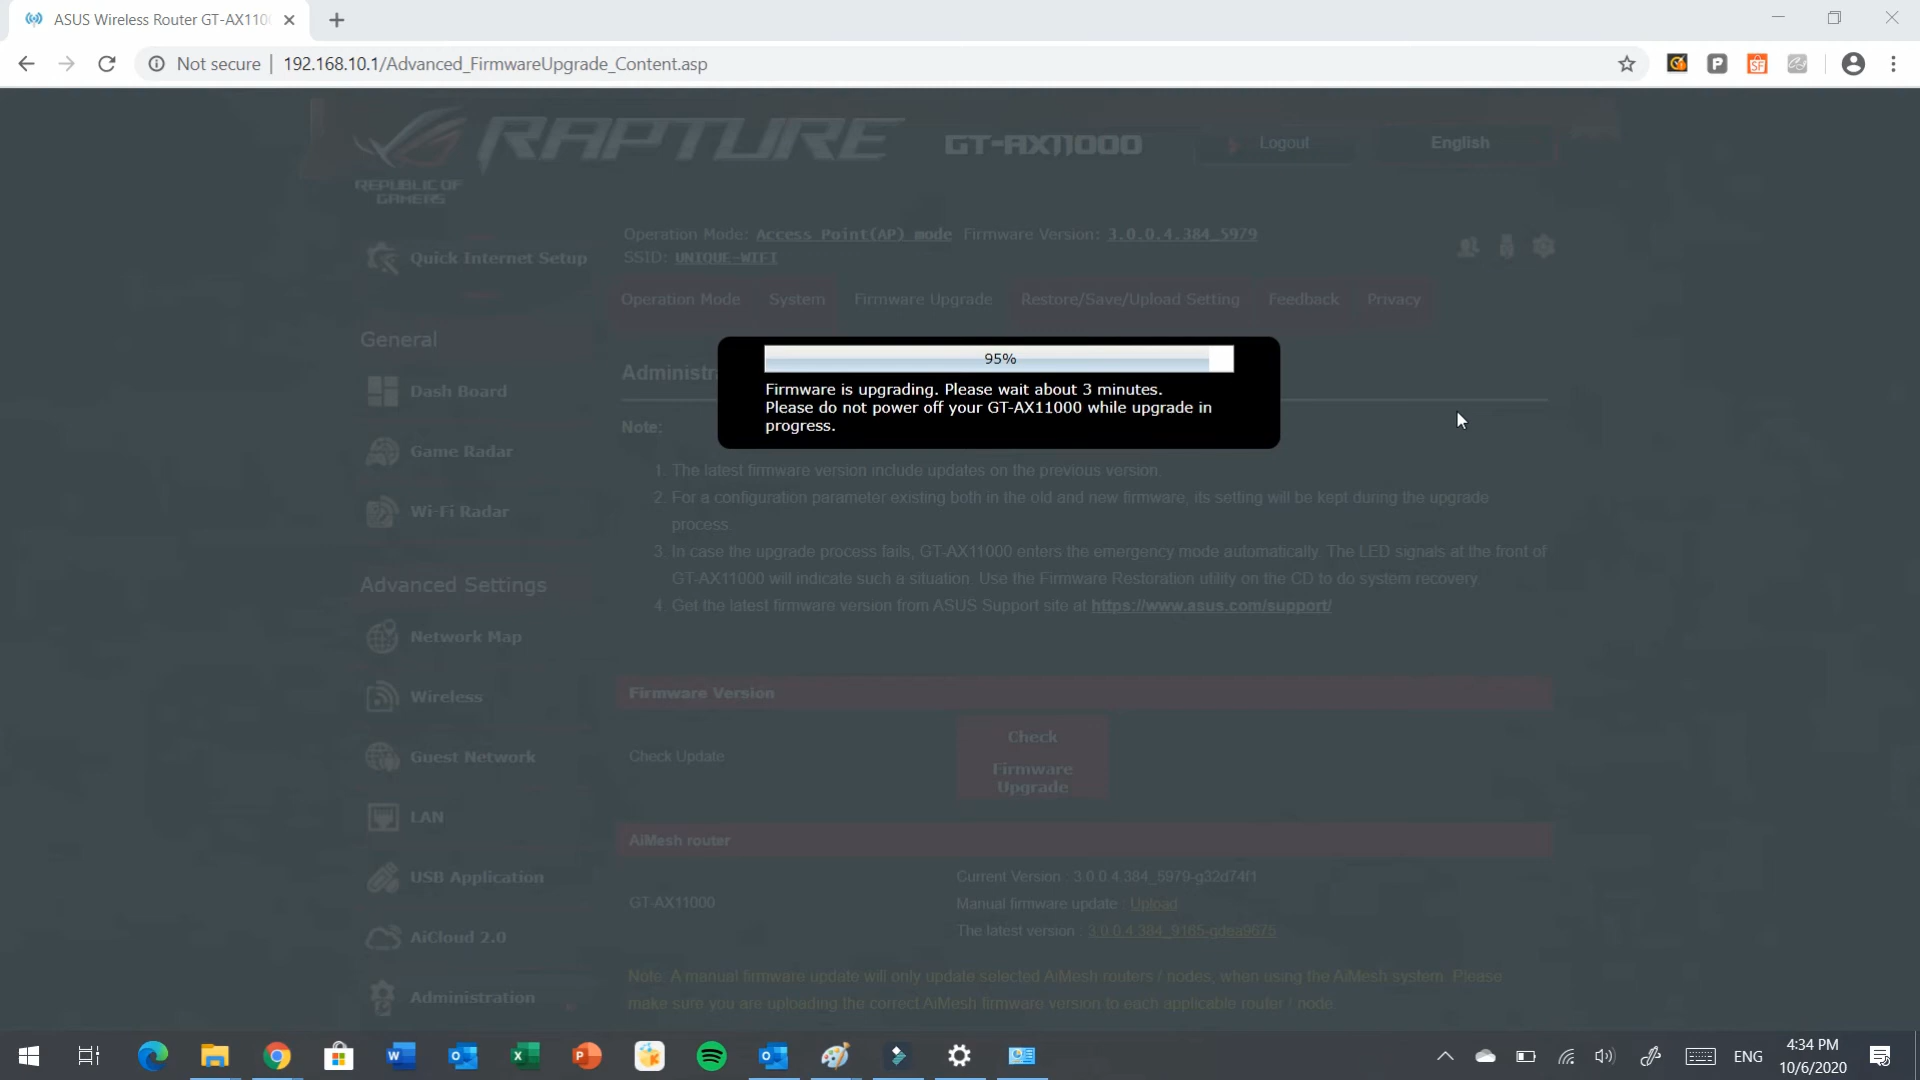 ASUS Wireless Router GT-AX1100
Not secure | 192.168.10.1/Advanced_FirmwareUpgrade_Content.asp
RAPTURE GT-AX11000 Logout English
REPUBLIC OF
GAMERS
Operation Mode: Access Point(AP) mode Firmware Version: 3.0.0.4.384_5979
SSID: UNIQUE-WIFI
Quick Internet Setup
Operation Mode System Firmware Upgrade Restore/Save/Upload Setting Feedback Privacy
General
Dash Board
Game Radar
Wi-Fi Radar
Advanced Settings
Network Map
Wireless
Guest Network
LAN
USB Application
AiCloud 2.0
Administration
95%
Firmware is upgrading. Please wait about 3 minutes.
Please do not power off your GT-AX11000 while upgrade in
progress.
Administr
Note:
1. The latest firmware version include updates on the previous version.
2. For a configuration parameter existing both in the old and new firmware, its setting will be kept during the upgrade
process.
3. In case the upgrade process fails, GT-AX11000 enters the emergency mode automatically. The LED signals at the front of
GT-AX11000 will indicate such a situation. Use the Firmware Restoration utility on the CD to do system recovery.
4. Get the latest firmware version from ASUS Support site at https://www.asus.com/support/
Firmware Version
Check Update
Check
Firmware
Upgrade
AiMesh router
GT-AX11000
Current Version : 3.0.0.4.384_5979-g32d74f1
Manual firmware update : Upload
The latest version : 3.0.0.4.384_9165-gdea9675
Note: A manual firmware update will only update selected AiMesh routers / nodes, when using the AiMesh system. Please
make sure you are uploading the correct AiMesh firmware version to each applicable router / node.
ENG
4:34 PM
10/6/2020